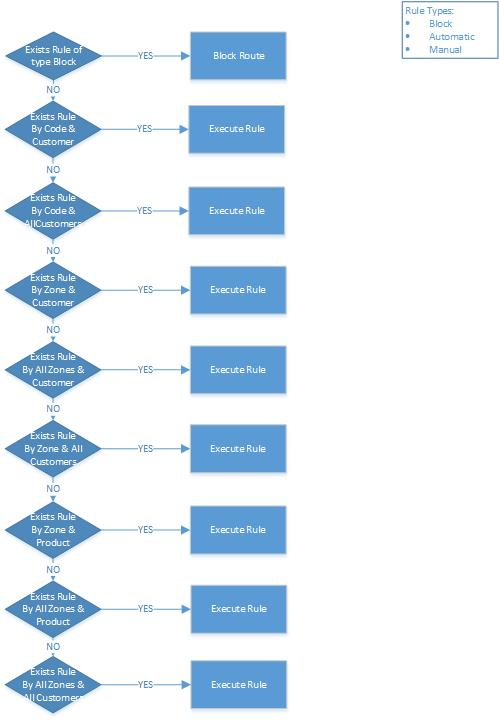 Rule Types:
• Block
• Automatic
• Manual
Exists Rule of
type Block
YES
Block Route
NO
Exists Rule
By Code &
Customer
YES
Execute Rule
NO
Exists Rule
By Code &
AllCustomers
YES
Execute Rule
NO
Exists Rule
By Zone &
Customer
YES
Execute Rule
NO
Exists Rule
By All Zones &
Customer
YES
Execute Rule
NO
Exists Rule
By Zone & All
Customers
YES
Execute Rule
NO
Exists Rule
By Zone &
Product
YES
Execute Rule
NO
Exists Rule
By All Zones &
Product
YES
Execute Rule
NO
Exists Rule
By All Zones &
All Customers
YES
Execute Rule